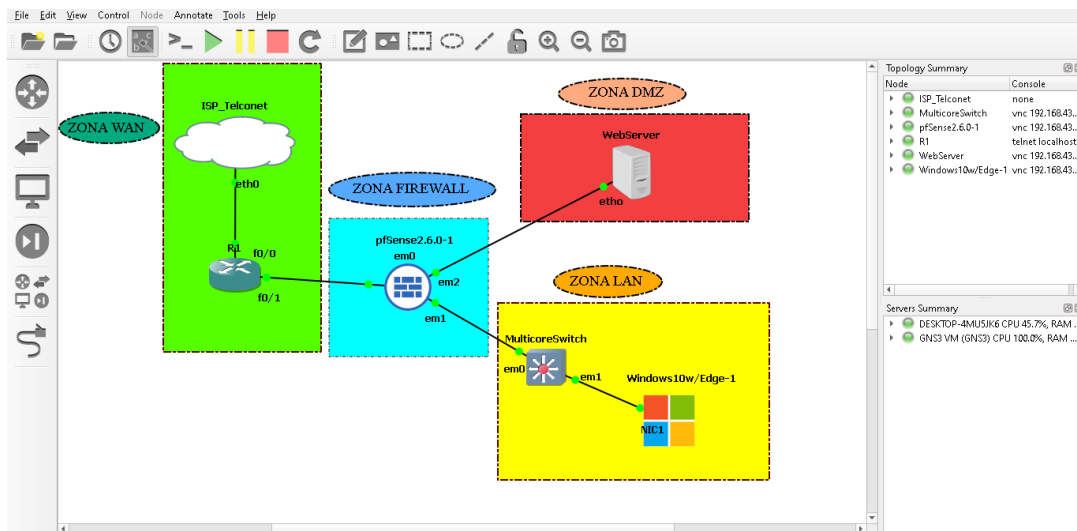 File Edit View Control Node Annotate Tools Help
Topology Summary
Node Console
ISP_Telconet none
MulticoreSwitch vnc 192.168.43...
pfSense2.6.0-1 vnc 192.168.43...
R1 telnet localhost
WebServer vnc 192.168.43...
Windows10w/Edge-1 vnc 192.168.43...
ZONA WAN
ISP_Telconet
eth0
R1
f0/0
f0/1
ZONA FIREWALL
pfSense2.6.0-1
em0
em2
em1
ZONA DMZ
WebServer
etho
ZONA LAN
MulticoreSwitch
em0
em1
Windows10w/Edge-1
NIC1
Servers Summary
DESKTOP-4MU5JK6 CPU 45.7%, RAM ...
GNS3 VM (GNS3) CPU 100.0%, RAM ...